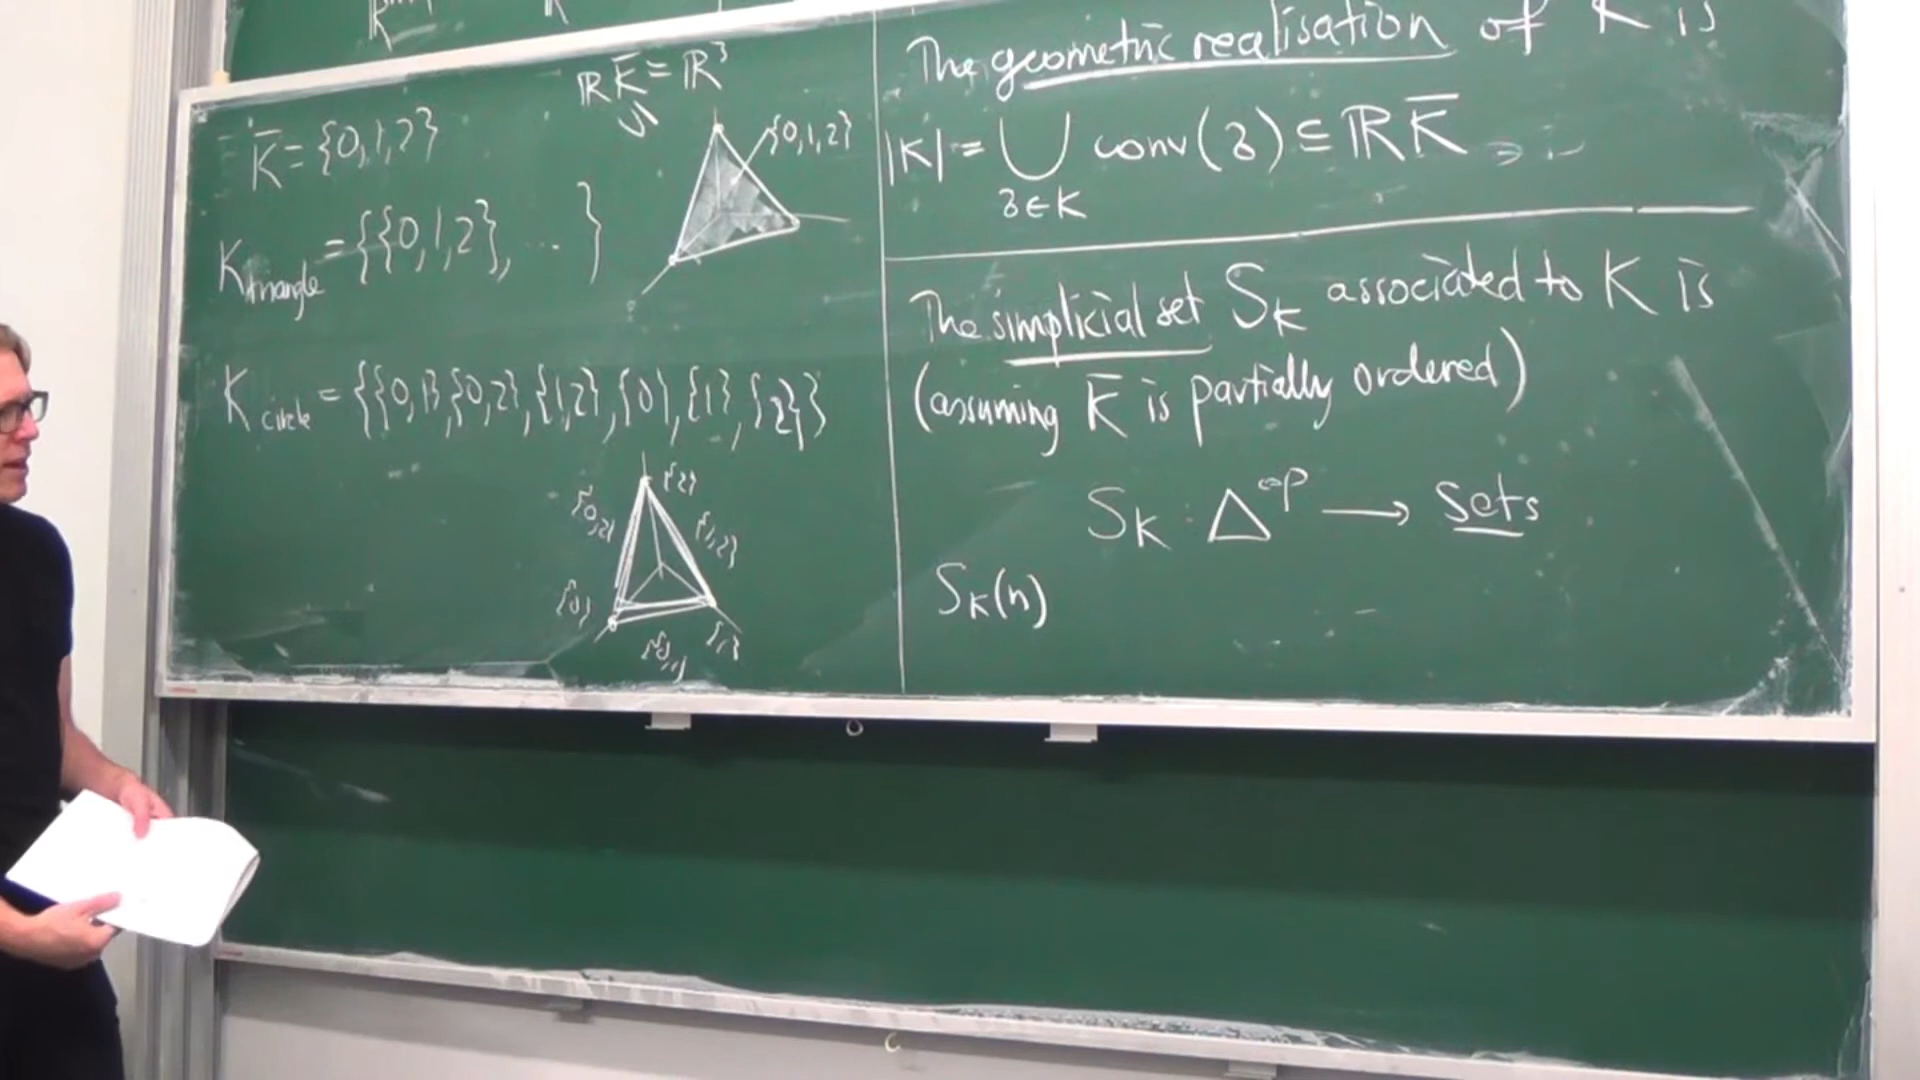 ℝK̄ = ℝ³
K̄ = {0,1,2}
{0,1,2}
K triangle = {{0,1,2}, ... }
K circle = {{0,1},{0,2},{1,2},{0},{1},{2}}
{2}
{0,2}
{1,2}
{0}
{1}
{0,1}
The geometric realisation of K is
|K| = ⋃ conv(з) ⊆ ℝK̄
з∈K
The simplicial set S_K associated to K is
(assuming K̄ is partially ordered)
S_K : Δ^op → Sets
S_K(n)